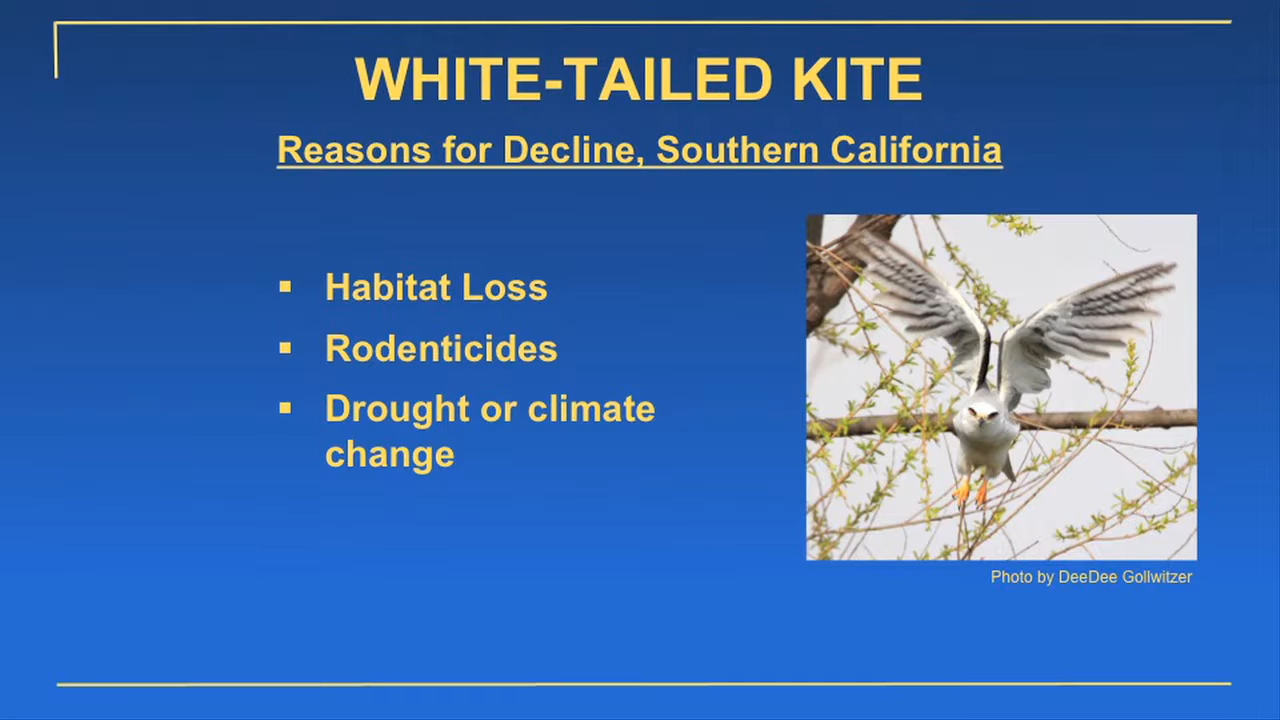 WHITE-TAILED KITE
Reasons for Decline, Southern California
▪ Habitat Loss
▪ Rodenticides
▪ Drought or climate
change
Photo by DeeDee Gollwitzer